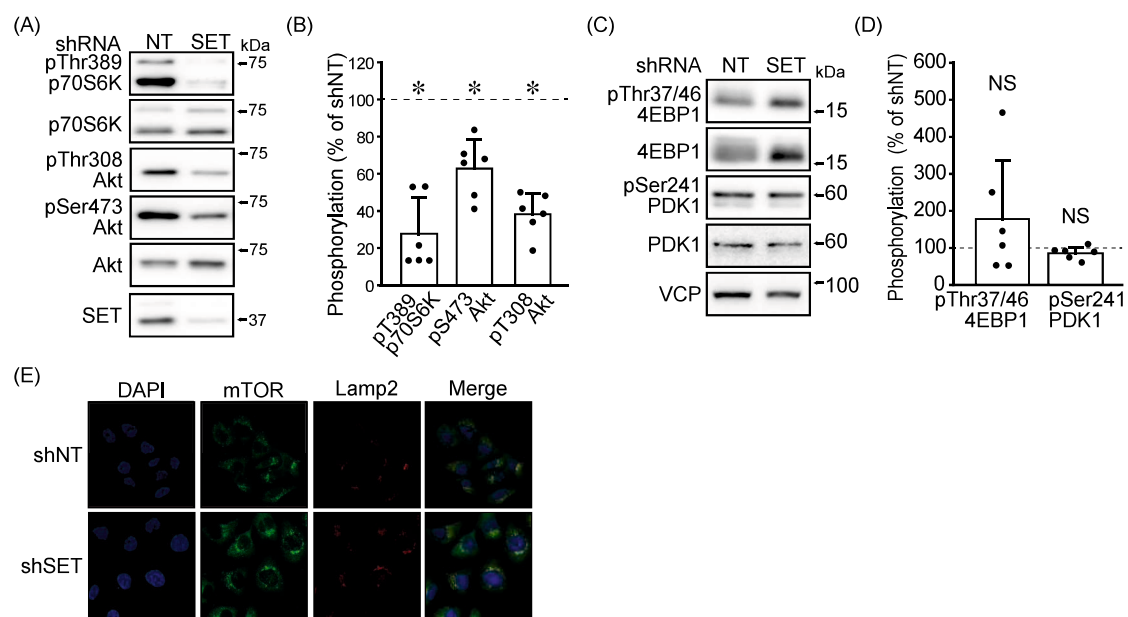 (A)
shRNA NT SET kDa
pThr389
p70S6K
75
p70S6K
75
pThr308
Akt
75
pSer473
Akt
75
Akt
75
SET
37
(B)
Phosphorylation (% of shNT)
120
100
80
60
40
20
0
* * *
pT389
p70S6K
pS473
Akt
pT308
Akt
(C)
shRNA NT SET kDa
pThr37/46
4EBP1
15
4EBP1
15
pSer241
PDK1
60
PDK1
60
VCP
100
(D)
Phosphorylation (% of shNT)
600
500
400
300
200
100
0
NS
NS
pThr37/46
4EBP1
pSer241
PDK1
(E)
DAPI mTOR Lamp2 Merge
shNT
shSET